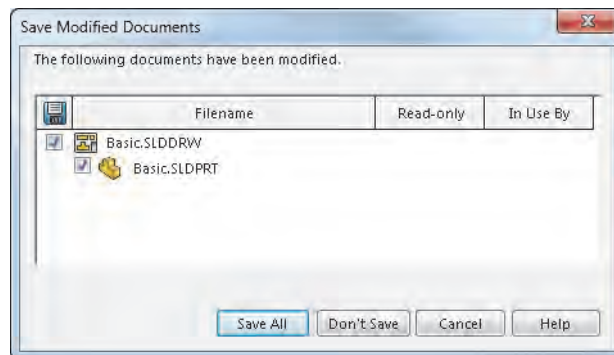 Save Modified Documents
The following documents have been modified.
Filename Read-only In Use By
Basic.SLDDRW
Basic.SLDPRT
Save All Don't Save Cancel Help